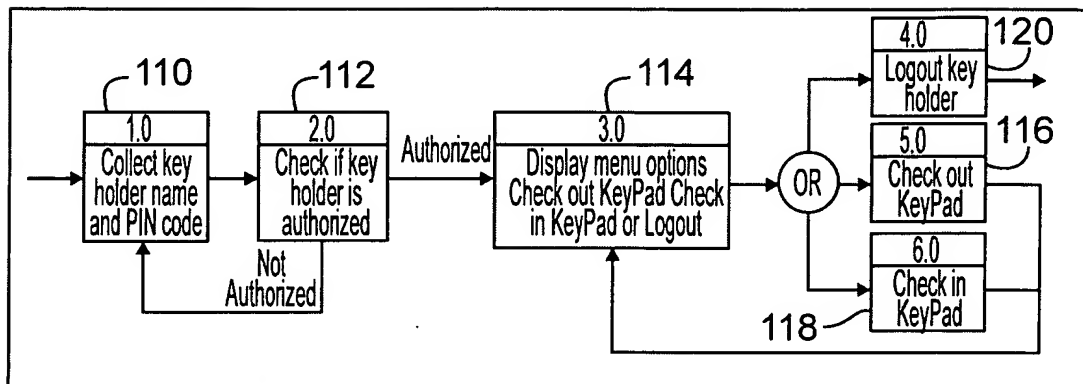 110
1.0
Collect key
holder name
and PIN code
112
2.0
Check if key
holder is
authorized
Authorized
Not
Authorized
114
3.0
Display menu options
Check out KeyPad Check
in KeyPad or Logout
OR
4.0
Logout key
holder
120
5.0
Check out
KeyPad
116
6.0
Check in
KeyPad
118